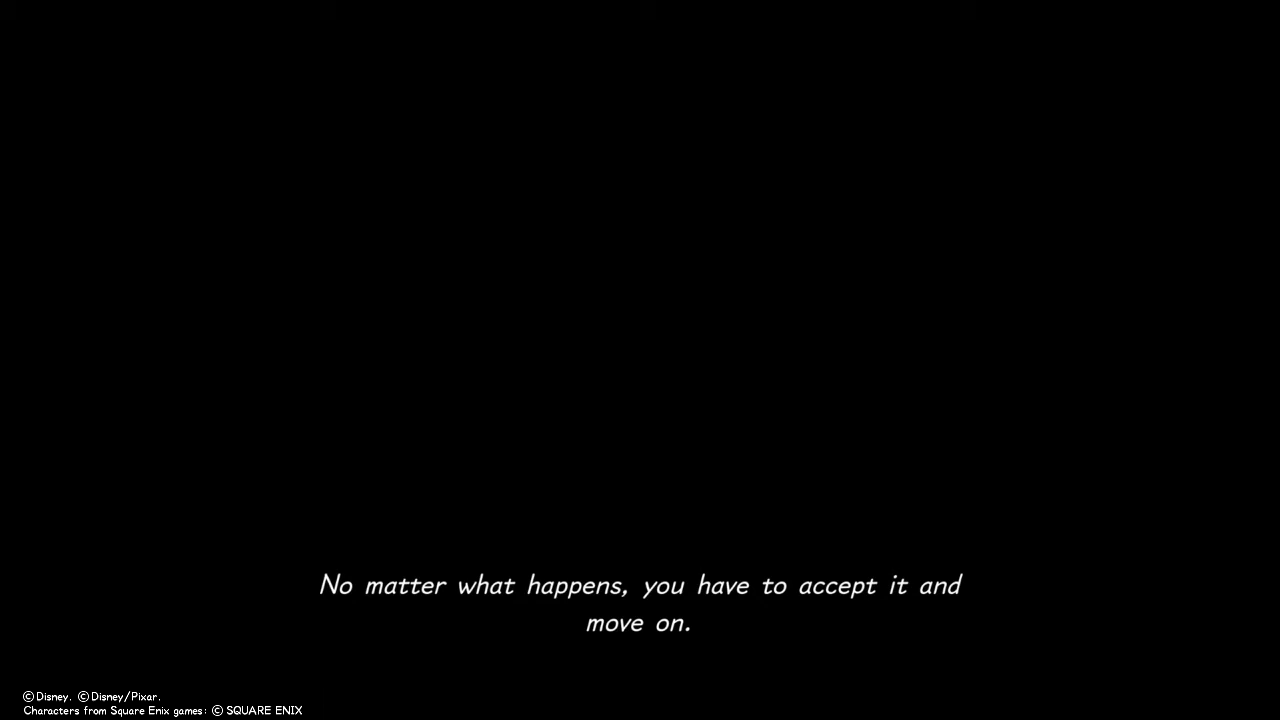 No matter what happens, you have to accept it and
move on.
©Disney. ©Disney/Pixar.
Characters from Square Enix games: © SQUARE ENIX